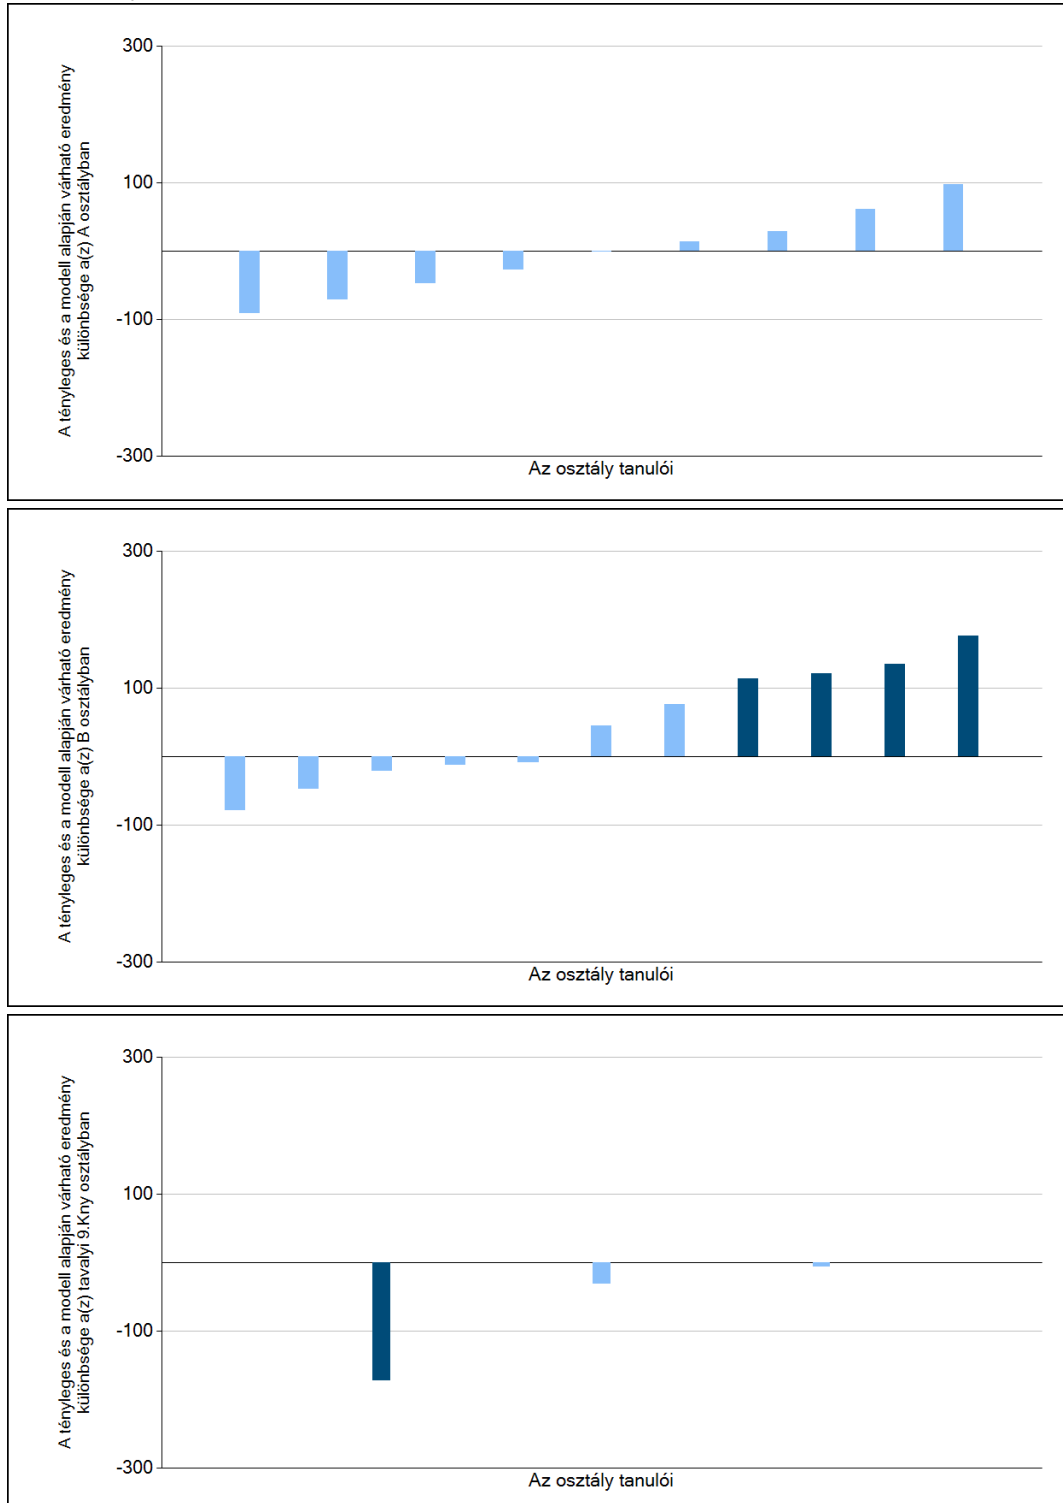 A tényleges és a modell alapján várható eredmény
különbsége a(z) A osztályban
300
100
-100
-300
Az osztály tanulói
A tényleges és a modell alapján várható eredmény
különbsége a(z) B osztályban
300
100
-100
-300
Az osztály tanulói
A tényleges és a modell alapján várható eredmény
különbsége a(z) tavalyi 9.Kny osztályban
300
100
-100
-300
Az osztály tanulói